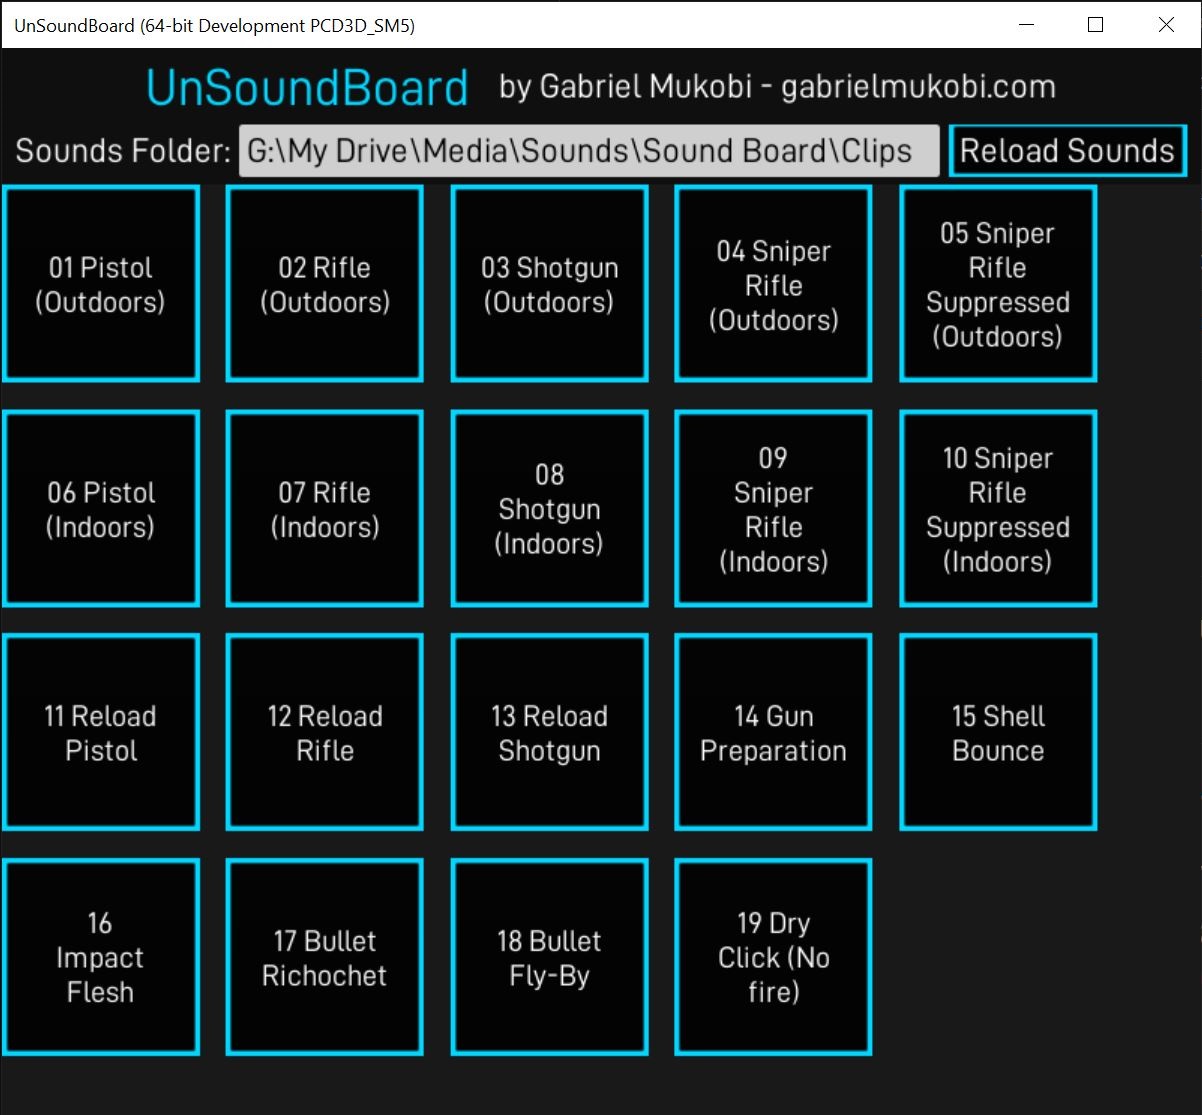 UnSoundBoard (64-bit Development PCD3D_SM5)
UnSoundBoard by Gabriel Mukobi - gabrielmukobi.com
Sounds Folder: G:\My Drive\Media\Sounds\Sound Board\Clips Reload Sounds
01 Pistol
(Outdoors)
02 Rifle
(Outdoors)
03 Shotgun
(Outdoors)
04 Sniper
Rifle
(Outdoors)
05 Sniper
Rifle
Suppressed
(Outdoors)
06 Pistol
(Indoors)
07 Rifle
(Indoors)
08
Shotgun
(Indoors)
09
Sniper
Rifle
(Indoors)
10 Sniper
Rifle
Suppressed
(Indoors)
11 Reload
Pistol
12 Reload
Rifle
13 Reload
Shotgun
14 Gun
Preparation
15 Shell
Bounce
16
Impact
Flesh
17 Bullet
Richochet
18 Bullet
Fly-By
19 Dry
Click (No
fire)